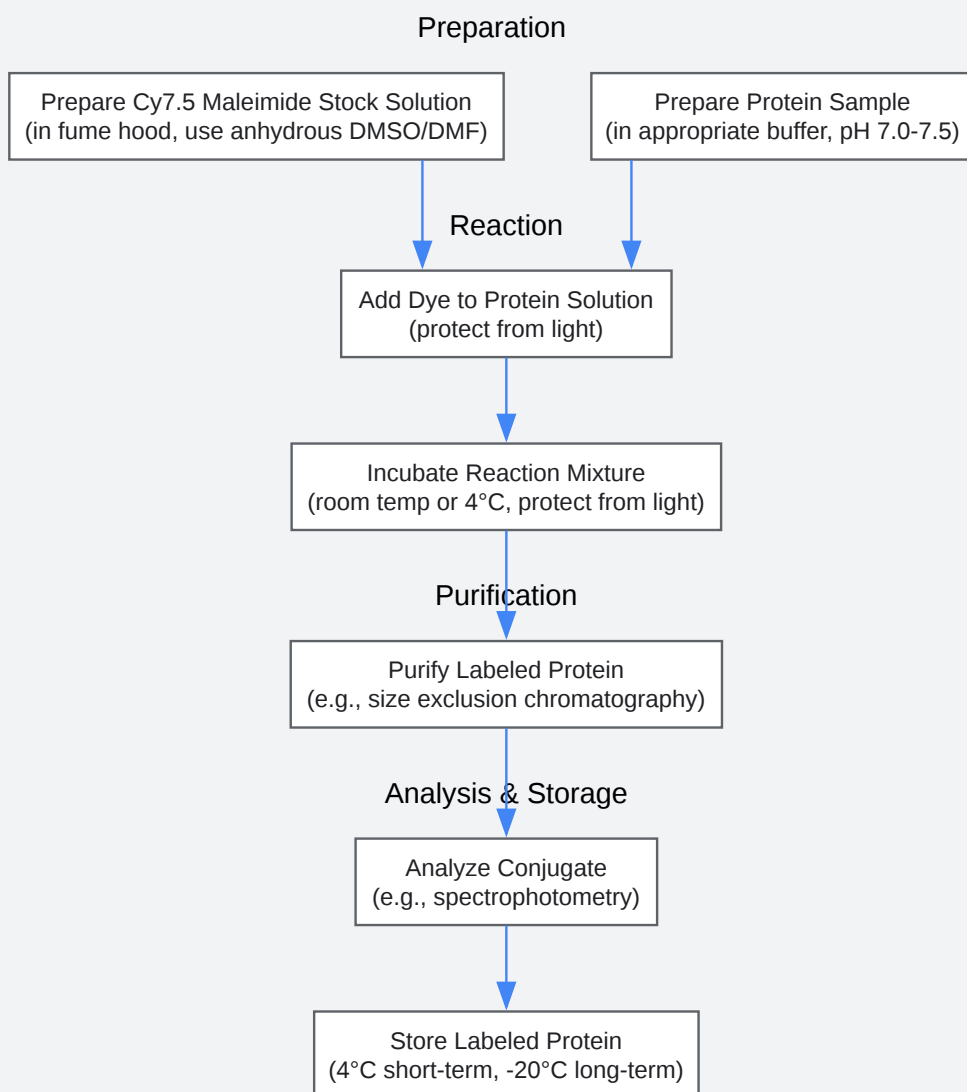 Preparation
Prepare Cy7.5 Maleimide Stock Solution
(in fume hood, use anhydrous DMSO/DMF)
Prepare Protein Sample
(in appropriate buffer, pH 7.0-7.5)
Reaction
Add Dye to Protein Solution
(protect from light)
Incubate Reaction Mixture
(room temp or 4°C, protect from light)
Purification
Purify Labeled Protein
(e.g., size exclusion chromatography)
Analysis & Storage
Analyze Conjugate
(e.g., spectrophotometry)
Store Labeled Protein
(4°C short-term, -20°C long-term)